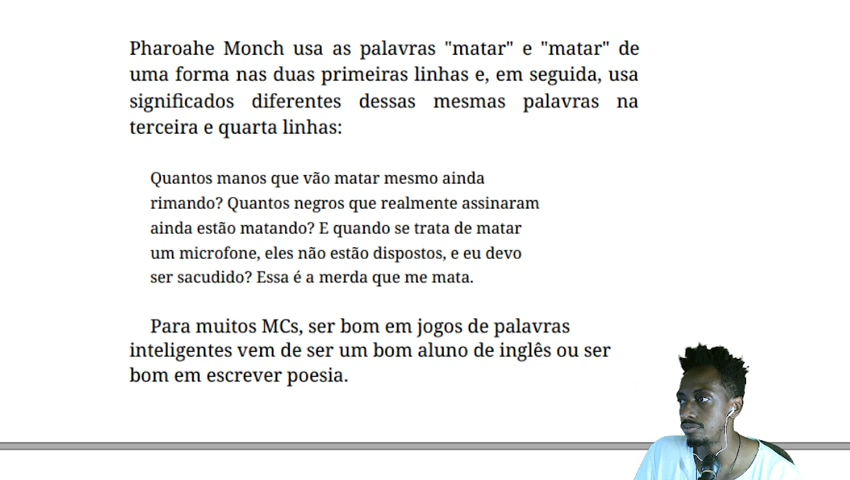 Pharoahe Monch usa as palavras "matar" e "matar" de
uma forma nas duas primeiras linhas e, em seguida, usa
significados diferentes dessas mesmas palavras na
terceira e quarta linhas:
Quantos manos que vão matar mesmo ainda
rimando? Quantos negros que realmente assinaram
ainda estão matando? E quando se trata de matar
um microfone, eles não estão dispostos, e eu devo
ser sacudido? Essa é a merda que me mata.
Para muitos MCs, ser bom em jogos de palavras
inteligentes vem de ser um bom aluno de inglês ou ser
bom em escrever poesia.